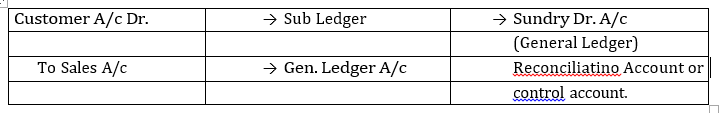 Customer A/c Dr. → Sub Ledger → Sundry Dr. A/c
(General Ledger)
To Sales A/c → Gen. Ledger A/c Reconciliatino Account or
control account.